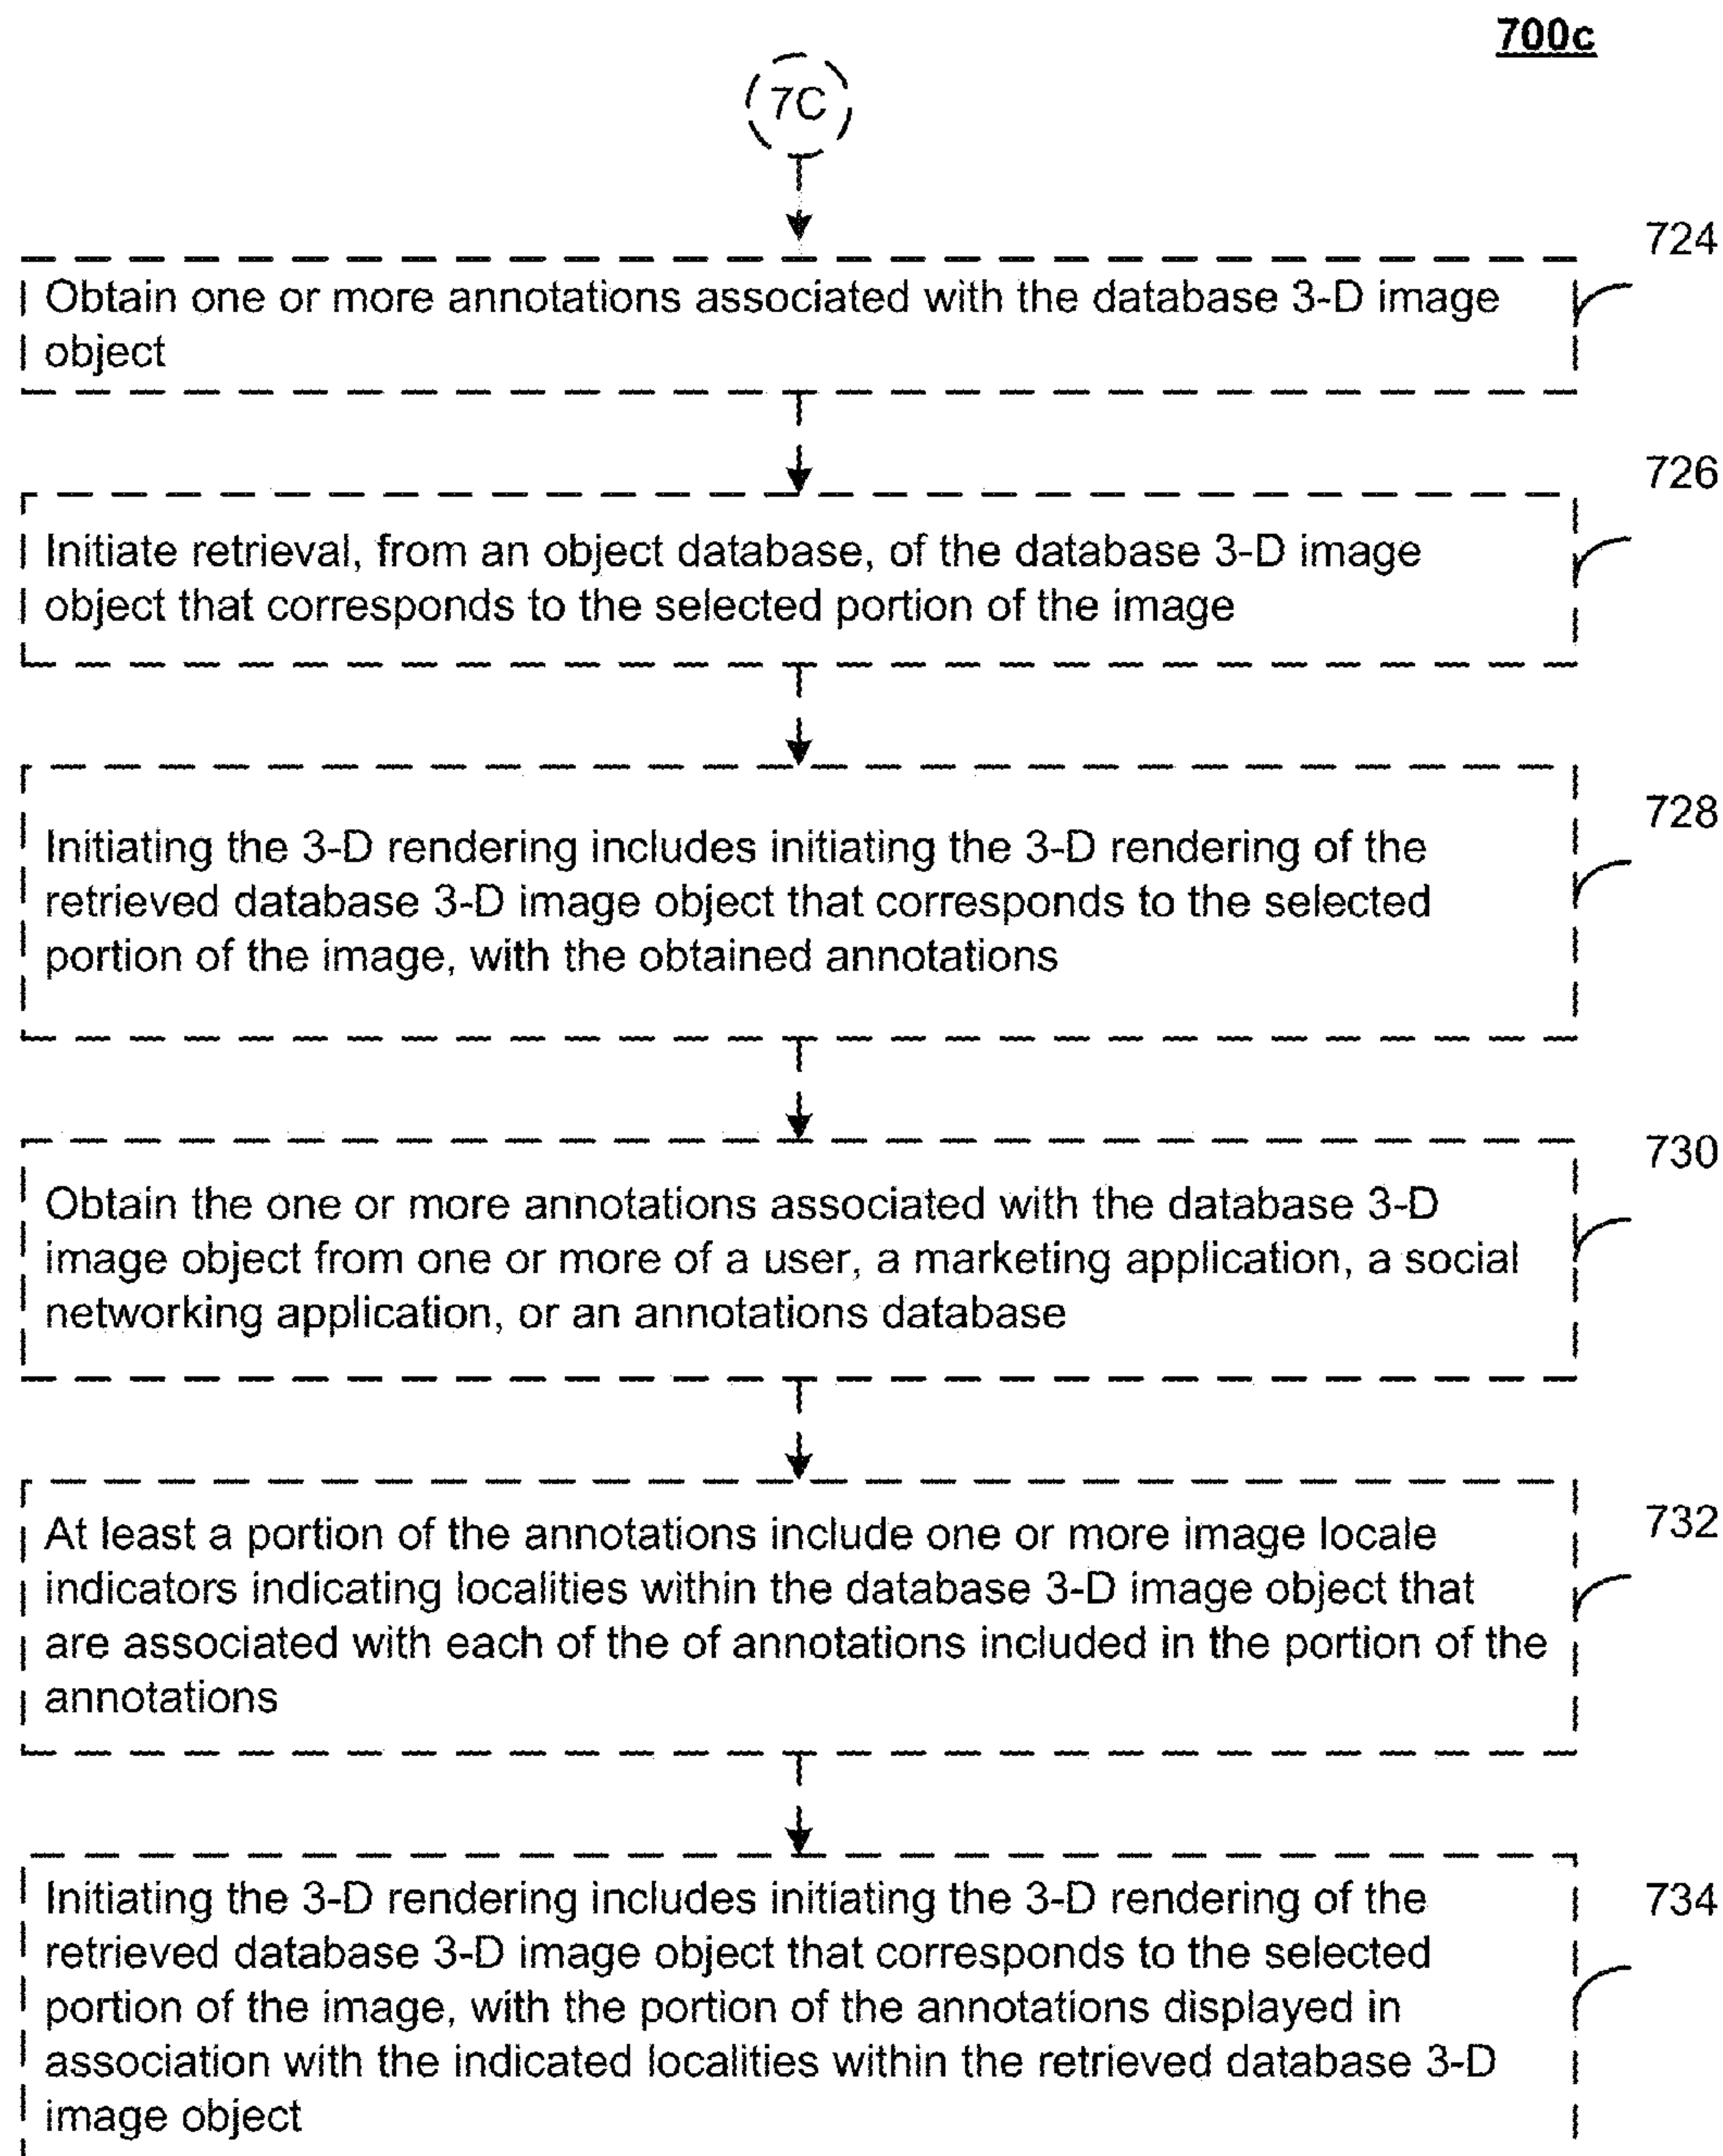 700c
7C
724
Obtain one or more annotations associated with the database 3-D image
object
726
Initiate retrieval, from an object database, of the database 3-D image
object that corresponds to the selected portion of the image
728
Initiating the 3-D rendering includes initiating the 3-D rendering of the
retrieved database 3-D image object that corresponds to the selected
portion of the image, with the obtained annotations
730
Obtain the one or more annotations associated with the database 3-D
image object from one or more of a user, a marketing application, a social
networking application, or an annotations database
732
At least a portion of the annotations include one or more image locale
indicators indicating localities within the database 3-D image object that
are associated with each of the of annotations included in the portion of the
annotations
734
Initiating the 3-D rendering includes initiating the 3-D rendering of the
retrieved database 3-D image object that corresponds to the selected
portion of the image, with the portion of the annotations displayed in
association with the indicated localities within the retrieved database 3-D
image object